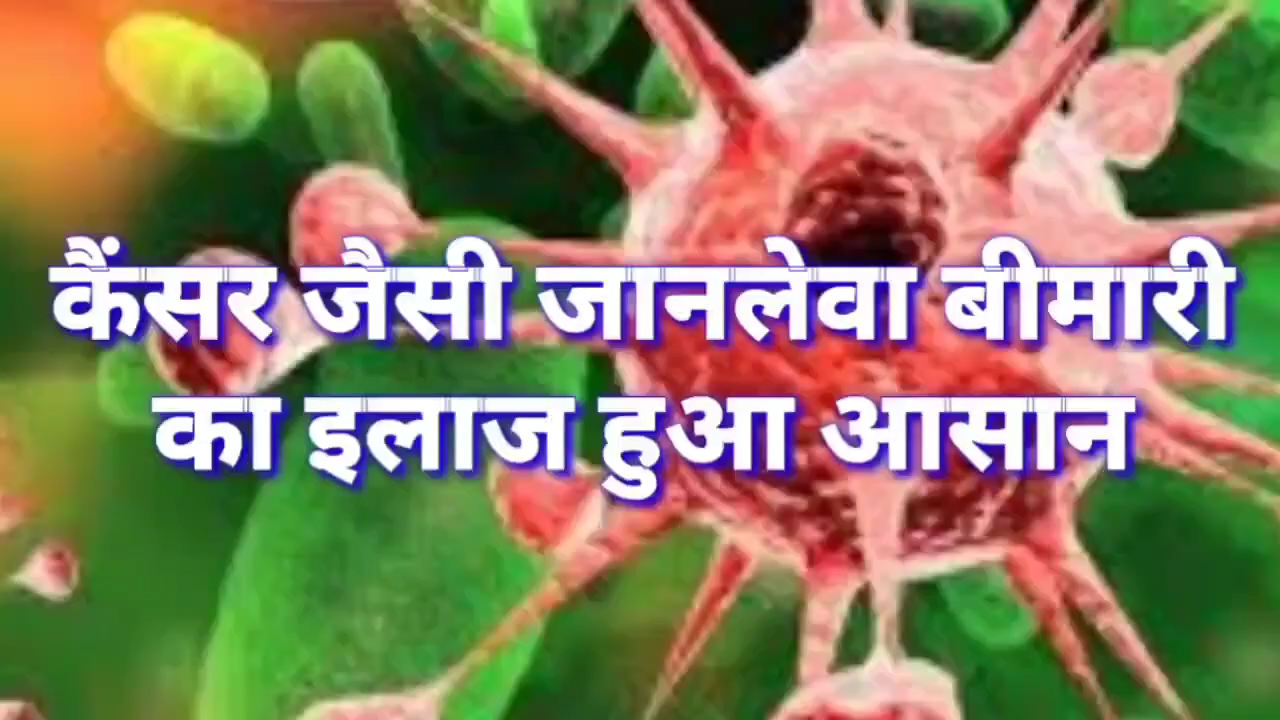 कैंसर जैसी जानलेवा बीमारी
का इलाज हुआ आसान